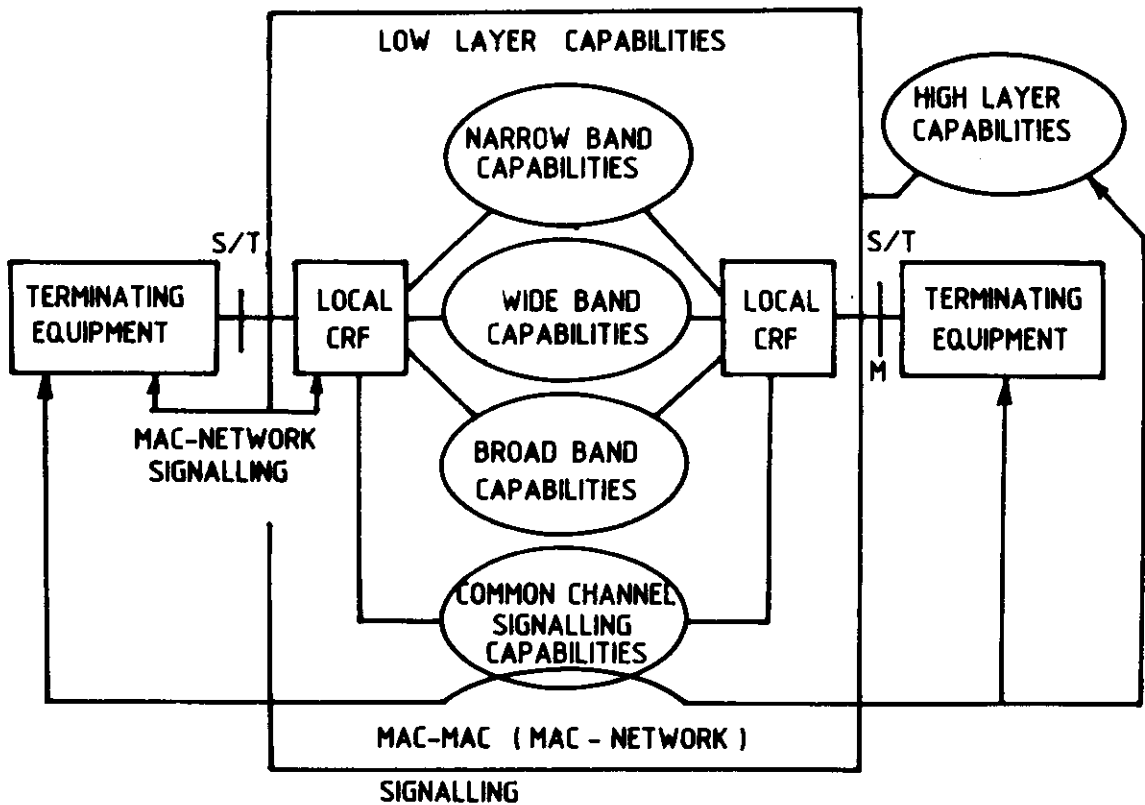 LOW LAYER CAPABILITIES
HIGH LAYER
CAPABILITIES
NARROW BAND
CAPABILITIES
S/T
S/T
TERMINATING
EQUIPMENT
LOCAL
CRF
WIDE BAND
CAPABILITIES
LOCAL
CRF
TERMINATING
EQUIPMENT
M
MAC-NETWORK
SIGNALLING
BROAD BAND
CAPABILITIES
COMMON CHANNEL
SIGNALLING
CAPABILITIES
MAC-MAC (MAC - NETWORK)
SIGNALLING